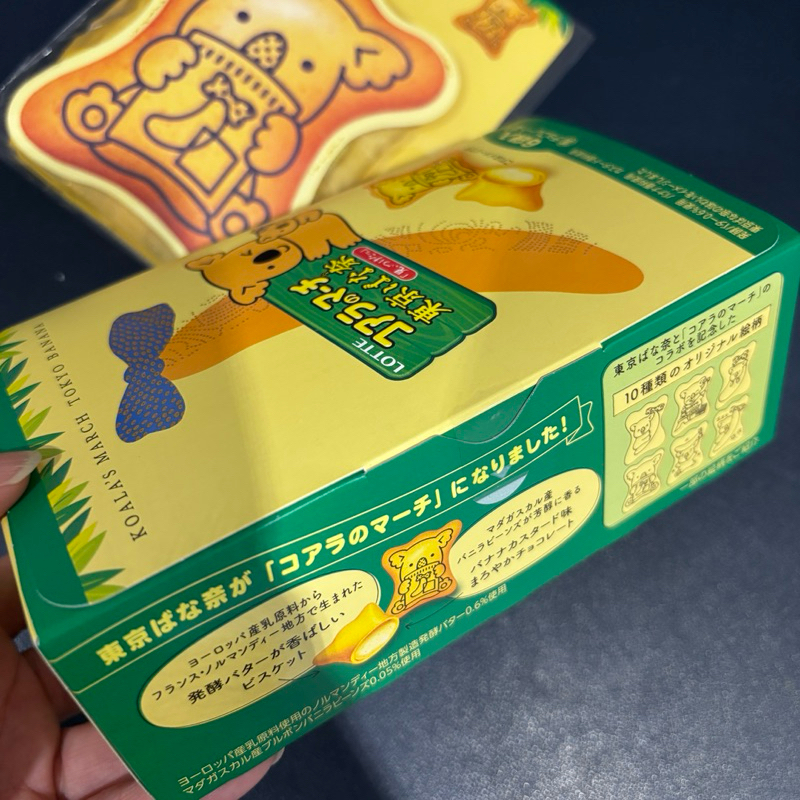 KOALA'S MARCH TOKYO BANANA
LOTTE
コアラのマーチ
東京ばな奈
「見ぃつけたっ」
東京ばな奈が「コアラのマーチ」になりました!
ヨーロッパ産乳原料から
フランス・ノルマンディー地方で生まれた
発酵バターが香ばしい
ビスケット
マダガスカル産
バニラビーンズが芳醇に香る
バナナカスタード味
まろやかチョコレート
ヨーロッパ産乳原料使用のノルマンディー地方製造発酵バター0.6%使用
マダガスカル産ブルボンバニラビーンズ0.05%使用
東京ばな奈と「コアラのマーチ」の
コラボを記念した
10種類のオリジナル絵柄